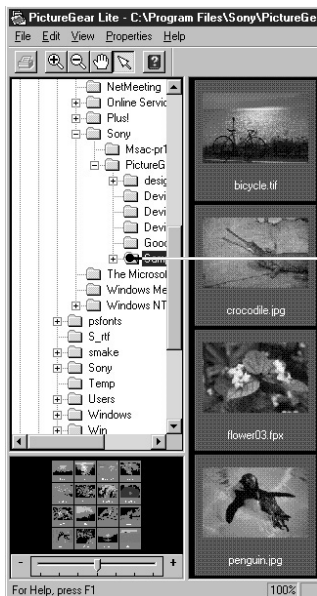 PictureGear Lite - C:\Program Files\Sony\PictureGe
File Edit View Properties Help
NetMeeting
Online Servic
Plus!
Sony
Msac-pr1
PictureG
desig
Devi
Devi
Devi
Good
Sam
The Microsof
Windows Me
Windows NT
psfonts
S_rtf
smake
Sony
Temp
Users
Windows
Win
bicycle.tif
crocodile.jpg
flower03.fpx
penguin.jpg
- +
For Help, press F1
100%